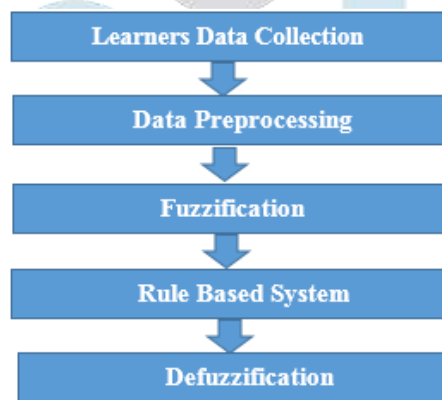 Learners Data Collection
Data Preprocessing
Fuzzification
Rule Based System
Defuzzification